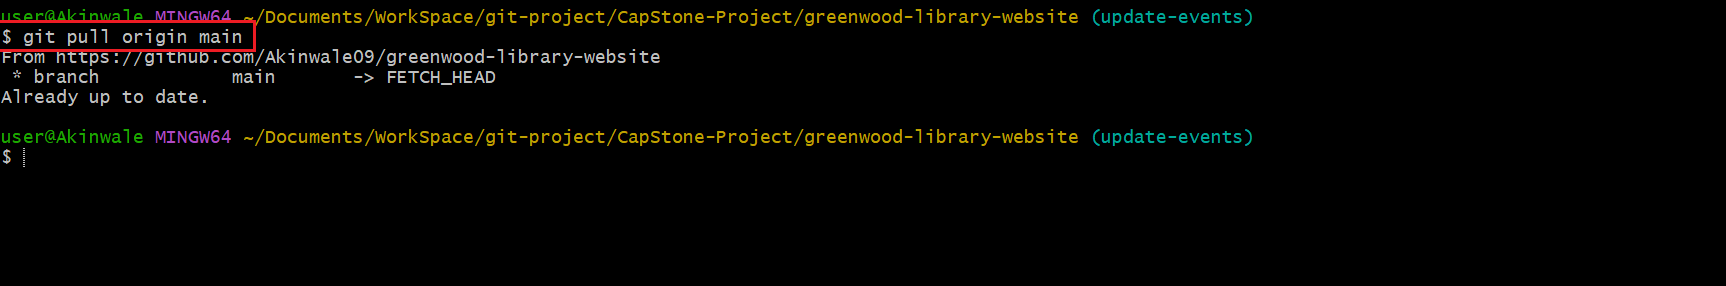 user@Akinwale MINGW64 ~/Documents/WorkSpace/git-project/CapStone-Project/greenwood-library-website (update-events)
$ git pull origin main
From https://github.com/Akinwale09/greenwood-library-website
 * branch            main       -> FETCH_HEAD
Already up to date.
user@Akinwale MINGW64 ~/Documents/WorkSpace/git-project/CapStone-Project/greenwood-library-website (update-events)
$